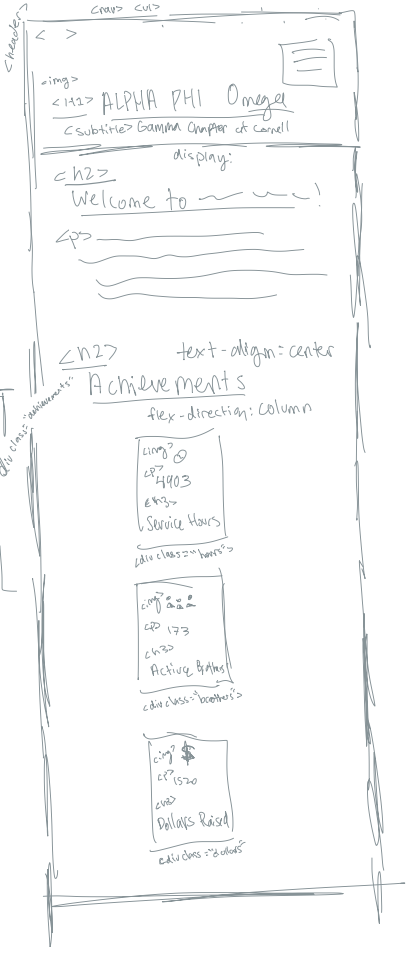 <nav> <ul>
<header>
< >
<img>
<H1> ALPHA PHI Omega
<subtitle> Gamma Chapter at Cornell
display:
<h2>
Welcome to !
<p>
<h2> text-align: center
Achievements
flex-direction: column
div class="achievements"
<img>
<p>
4903
<h3>
Service Hours
<div class="hours">
<img>
<p> 173
<h3>
Active Brothers
<div class="brothers">
<img> $
<p> 1520
<h3>
Dollars Raised
<div class="dollars"